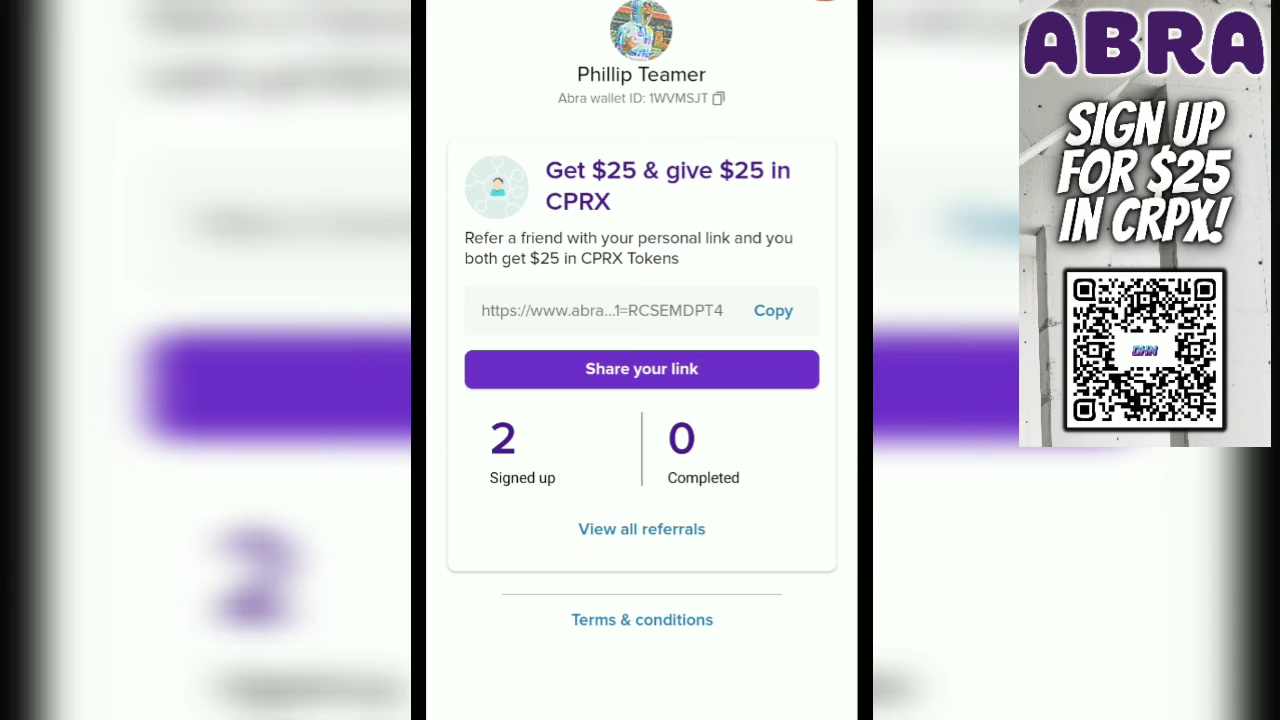 Phillip Teamer
Abra wallet ID: 1WVMSJT
Get $25 & give $25 in
CPRX
Refer a friend with your personal link and you
both get $25 in CPRX Tokens
https://www.abra...1=RCSEMDPT4
Copy
Share your link
2
0
Signed up
Completed
View all referrals
Terms & conditions
ABRA
SIGN UP
FOR $25
IN CRPX!
DHN